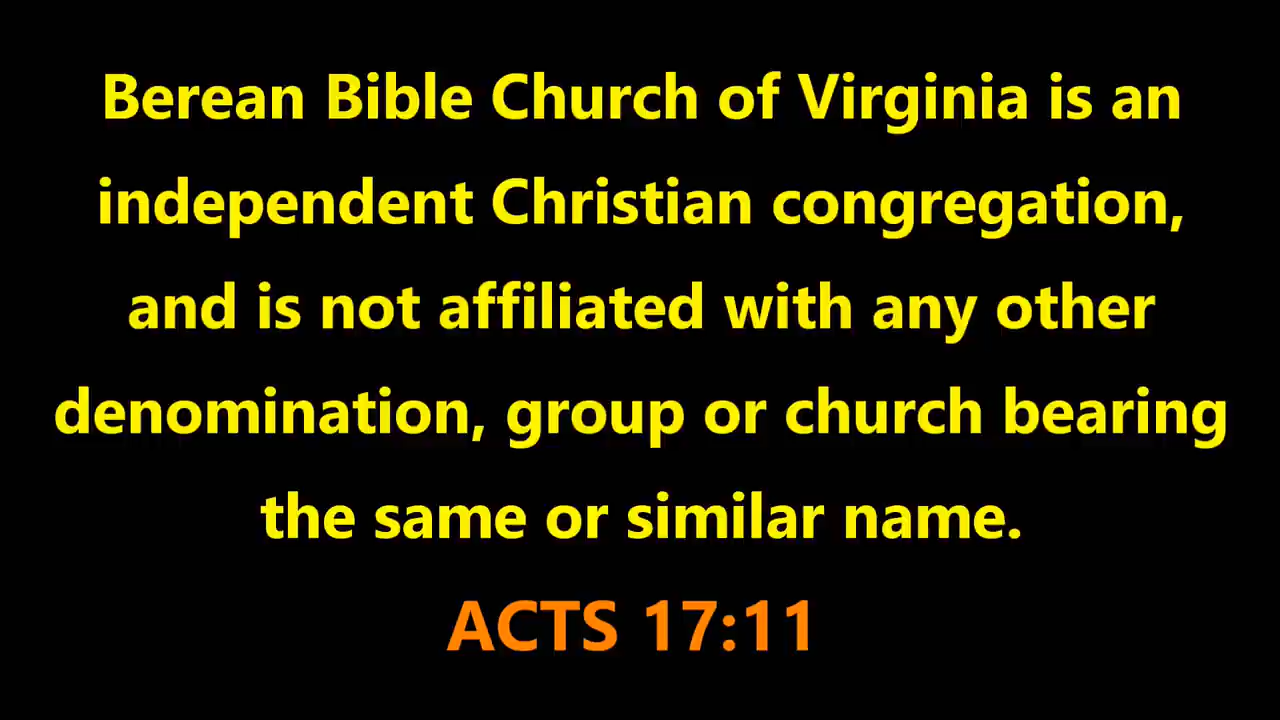 Berean Bible Church of Virginia is an
independent Christian congregation,
and is not affiliated with any other
denomination, group or church bearing
the same or similar name.
ACTS 17:11